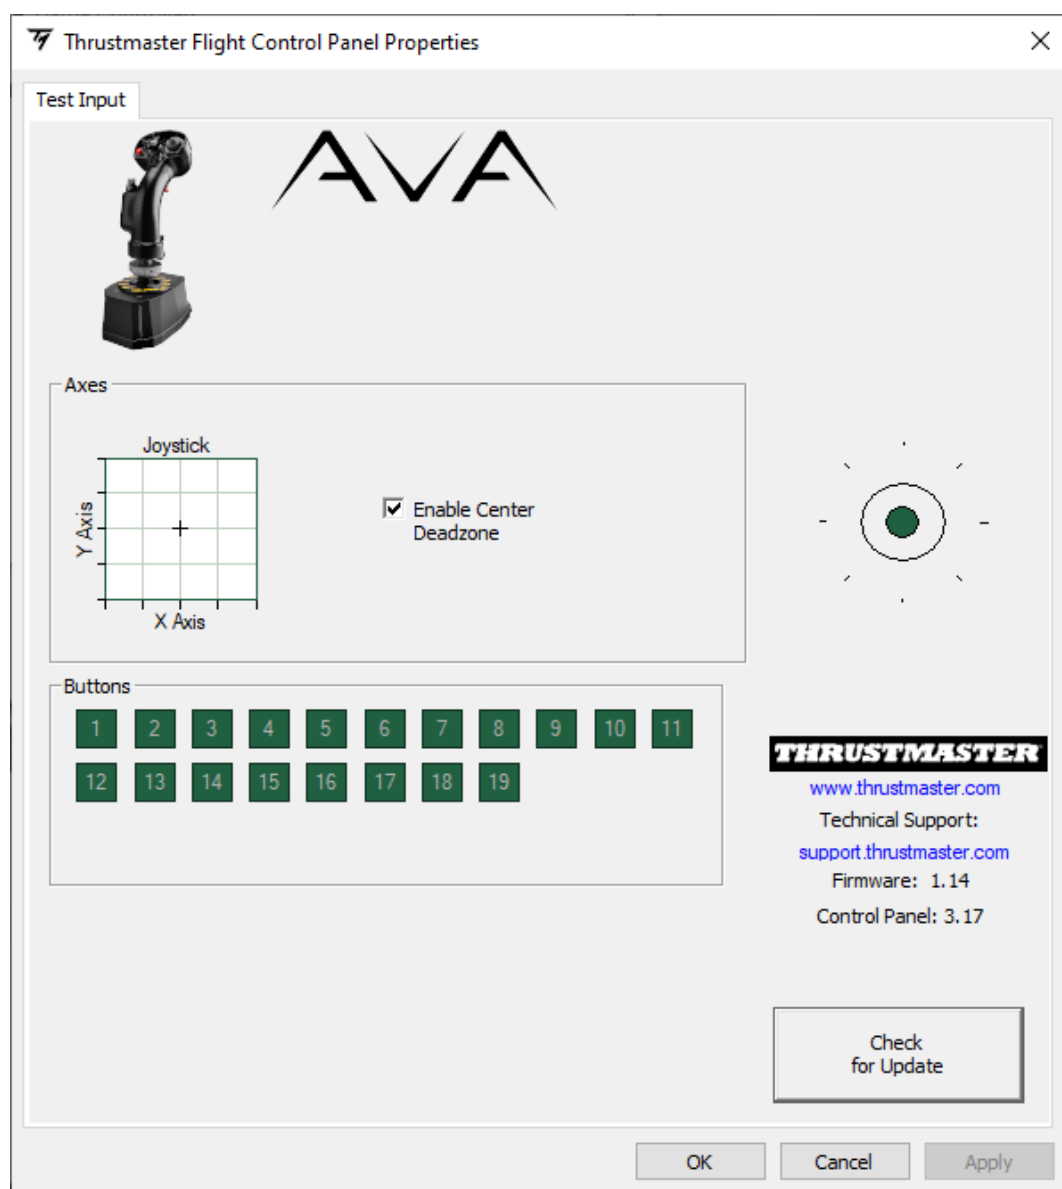 Thrustmaster Flight Control Panel Properties
Test Input
AVA
Axes
Joystick
Y Axis
X Axis
Enable Center
Deadzone
Buttons
1 2 3 4 5 6 7 8 9 10 11
12 13 14 15 16 17 18 19
THRUSTMASTER
www.thrustmaster.com
Technical Support:
support.thrustmaster.com
Firmware: 1.14
Control Panel: 3.17
Check
for Update
OK Cancel Apply